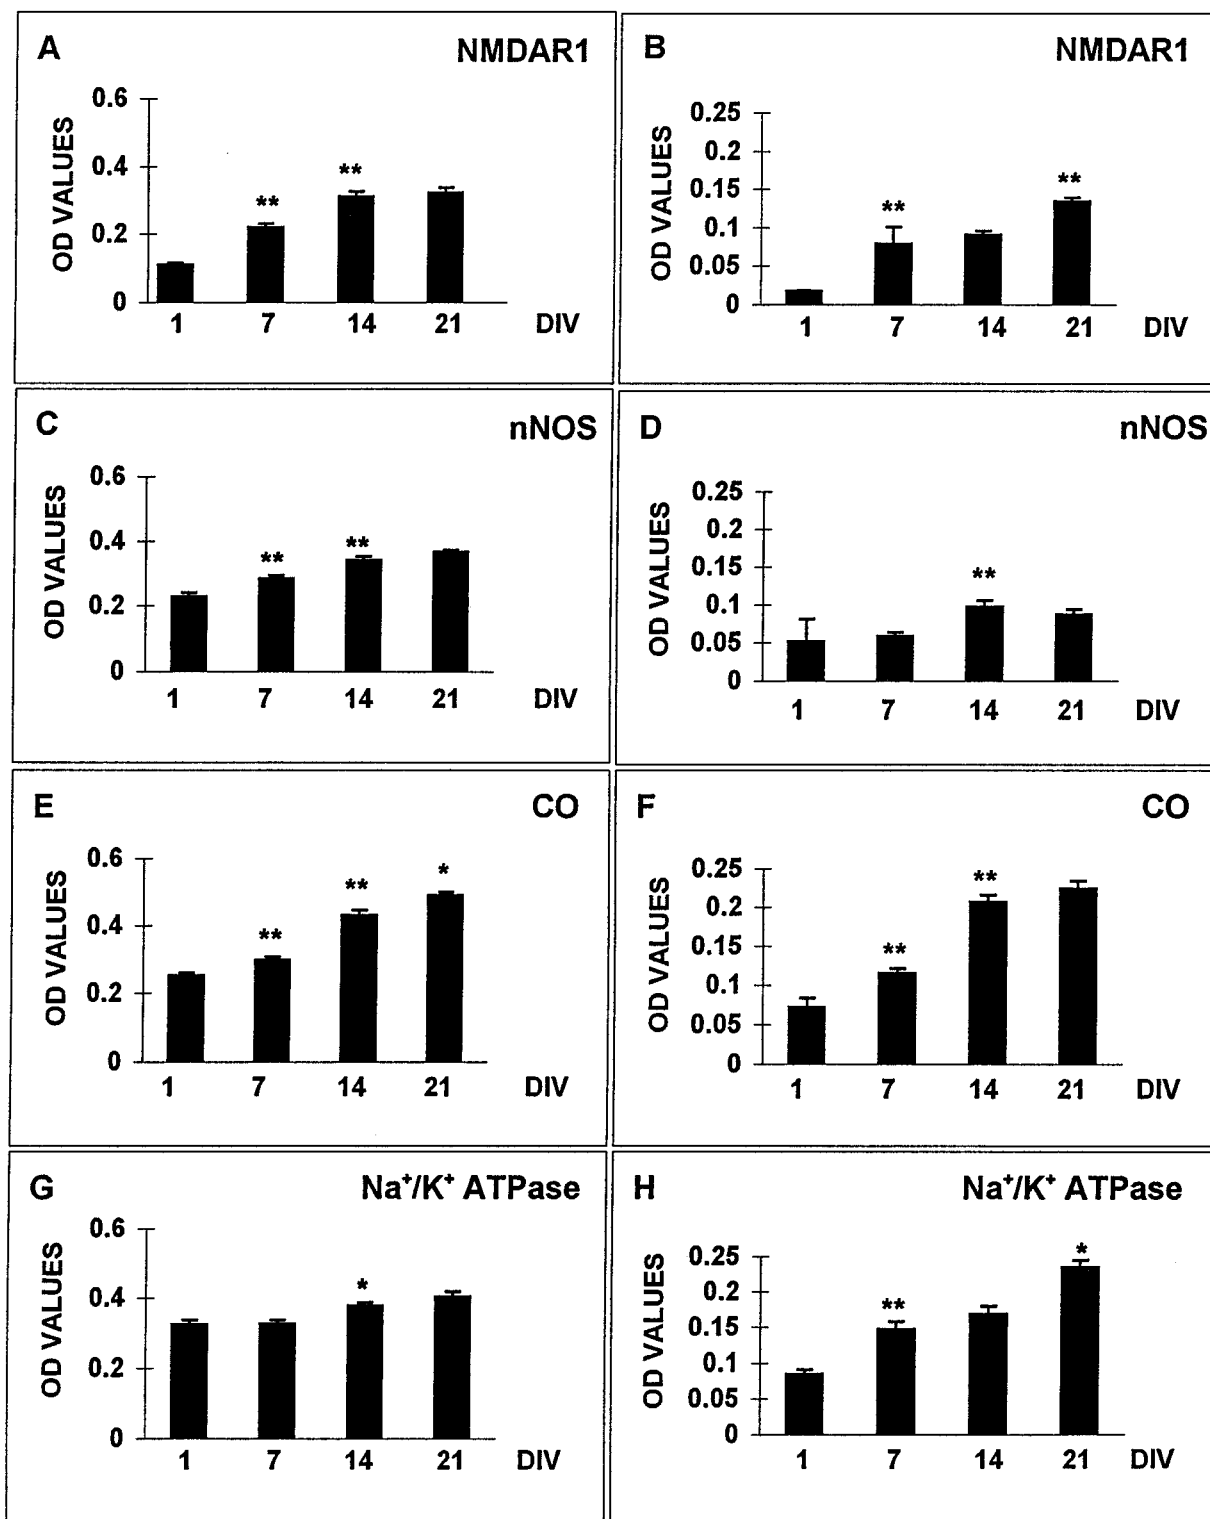 A
NMDAR1
OD VALUES
0.6
0.4
0.2
0
**
**
1 7 14 21 DIV
B
NMDAR1
OD VALUES
0.25
0.2
0.15
0.1
0.05
0
**
**
1 7 14 21 DIV
C
nNOS
OD VALUES
0.6
0.4
0.2
0
**
**
1 7 14 21 DIV
D
nNOS
OD VALUES
0.25
0.2
0.15
0.1
0.05
0
**
1 7 14 21 DIV
E
CO
OD VALUES
0.6
0.4
0.2
0
**
**
*
1 7 14 21 DIV
F
CO
OD VALUES
0.25
0.2
0.15
0.1
0.05
0
**
**
1 7 14 21 DIV
G
Na⁺/K⁺ ATPase
OD VALUES
0.6
0.4
0.2
0
*
1 7 14 21 DIV
H
Na⁺/K⁺ ATPase
OD VALUES
0.25
0.2
0.15
0.1
0.05
0
**
*
1 7 14 21 DIV